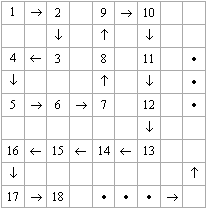 1 → 2 9 → 10
↓ ↑ ↓
4 ← 3 8 11 •
↓ ↑ ↓ •
5 → 6 → 7 12 •
↓
16 ← 15 ← 14 ← 13
↓ ↑
17 → 18 • • • →